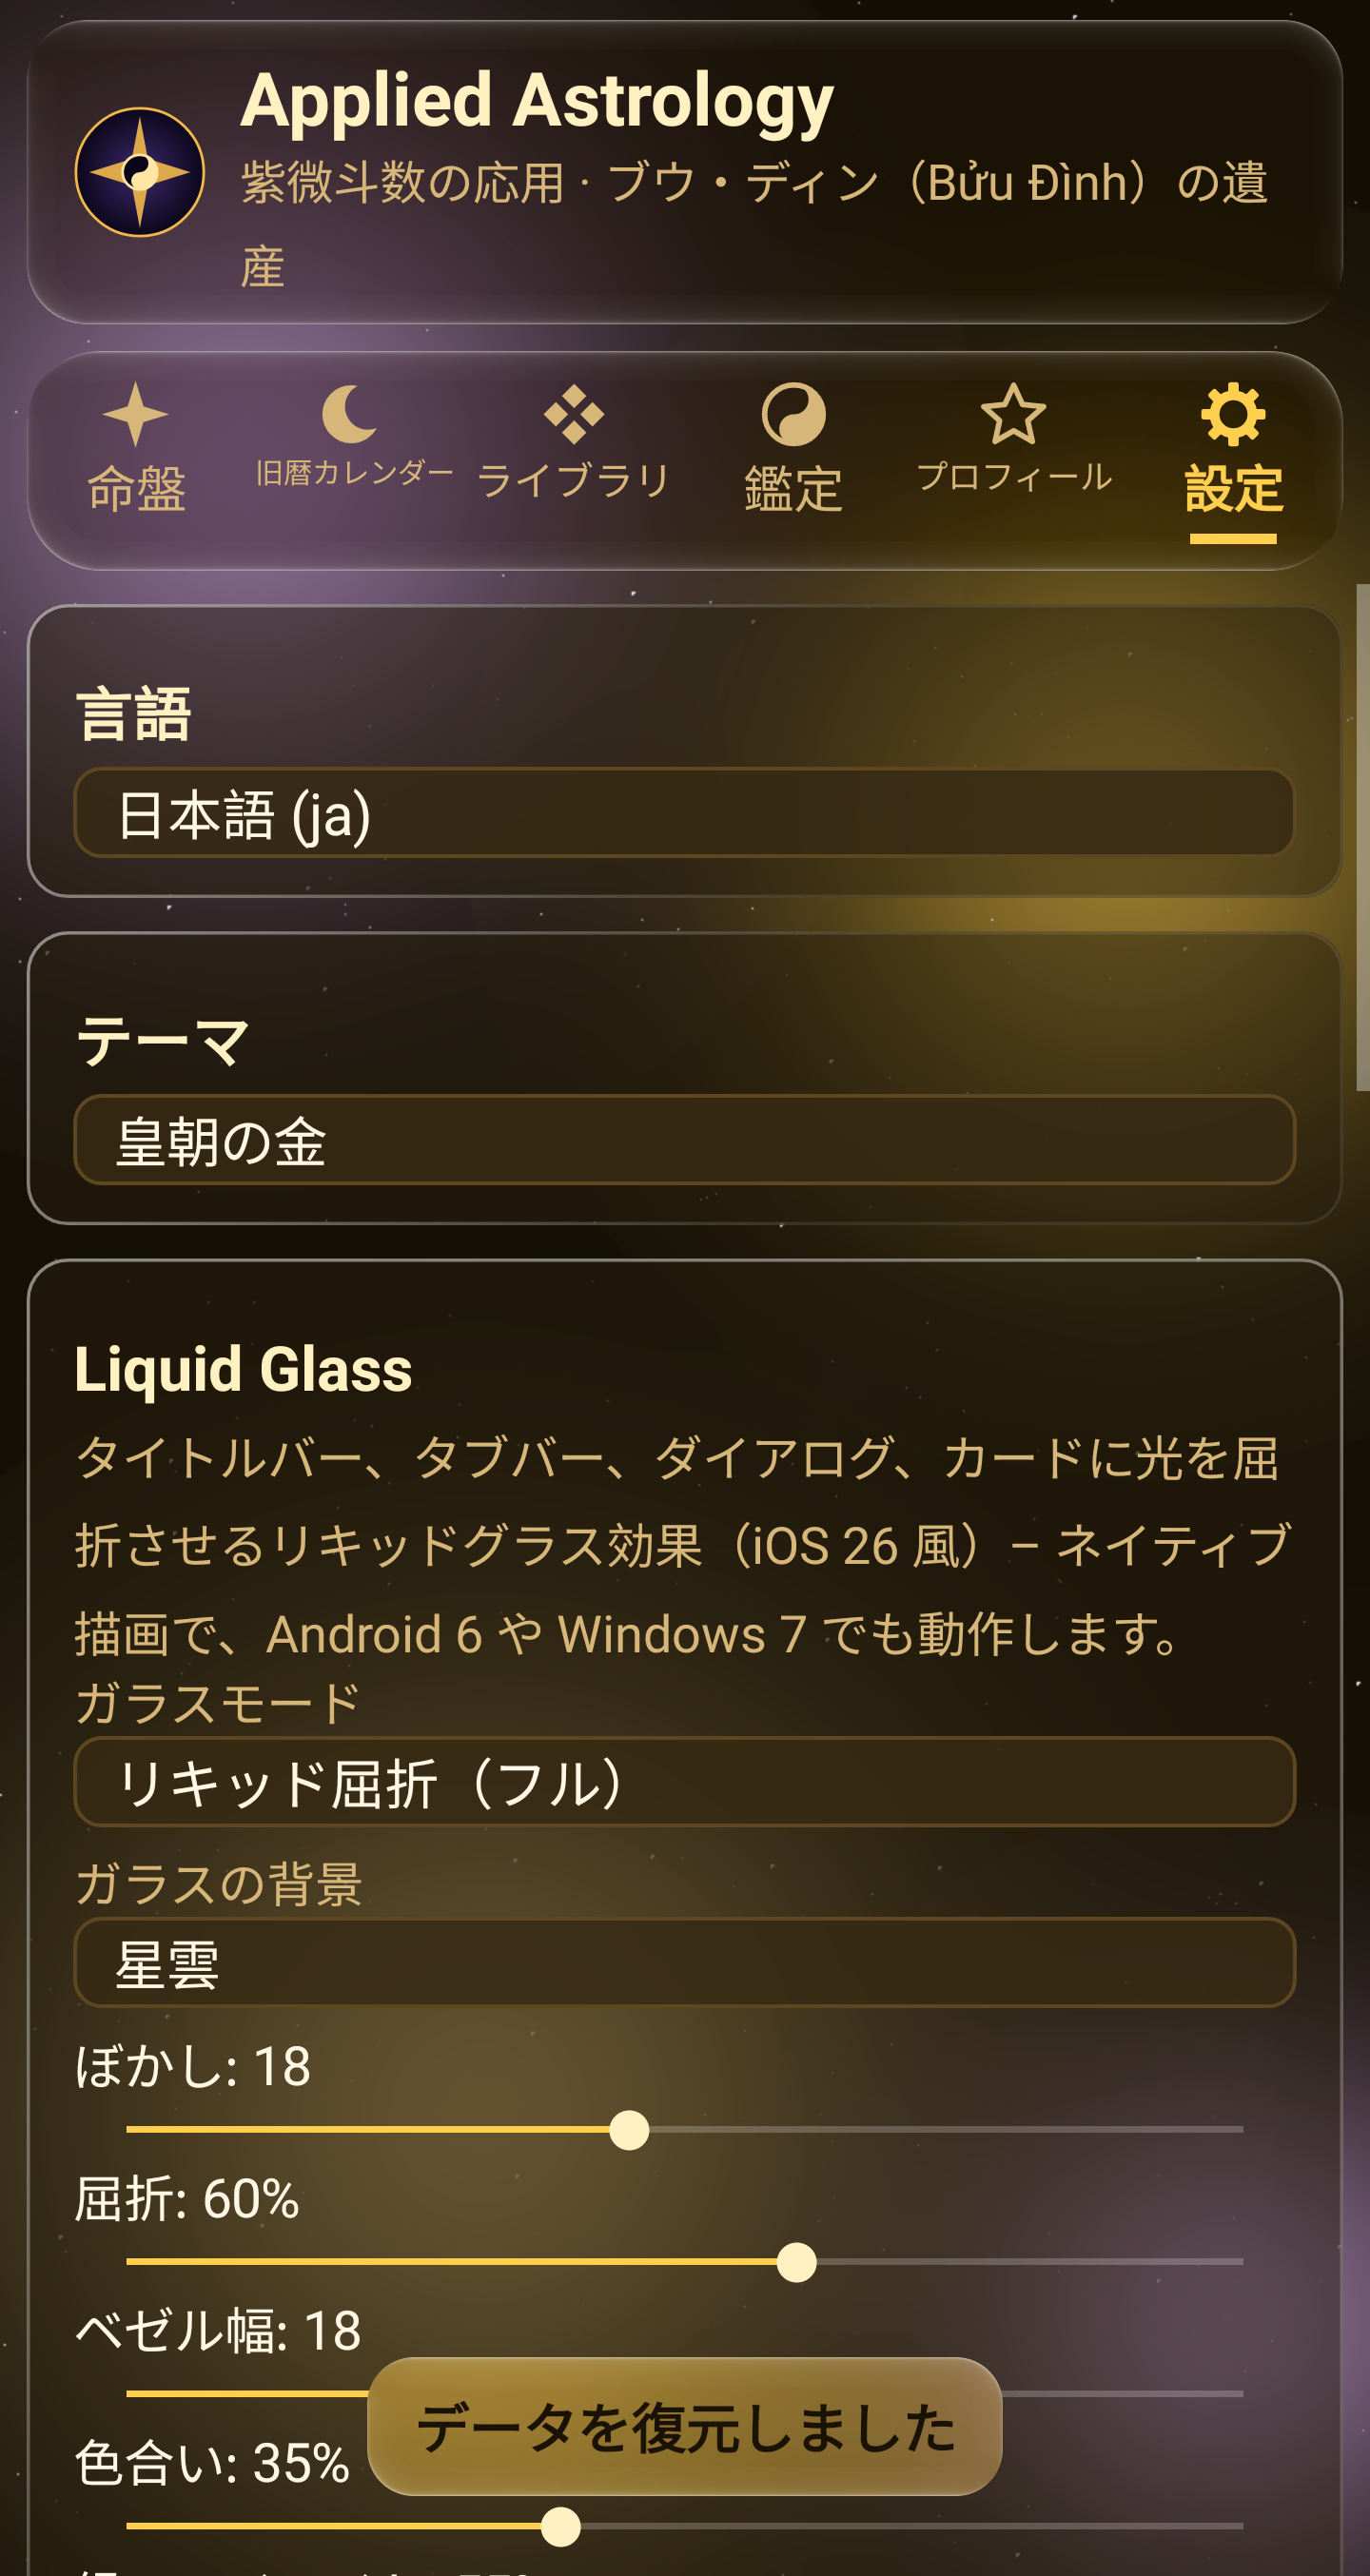 Applied Astrology
紫微斗数の応用 · ブウ・ディン（Bửu Đình）の遺
産
命盤
旧暦カレンダー
ライブラリ
鑑定
プロフィール
設定
言語
日本語 (ja)
テーマ
皇朝の金
Liquid Glass
タイトルバー、タブバー、ダイアログ、カードに光を屈
折させるリキッドグラス効果（iOS 26 風）– ネイティブ
描画で、Android 6 や Windows 7 でも動作します。
ガラスモード
リキッド屈折（フル）
ガラスの背景
星雲
ぼかし: 18
屈折: 60%
ベゼル幅: 18
データを復元しました
色合い: 35%